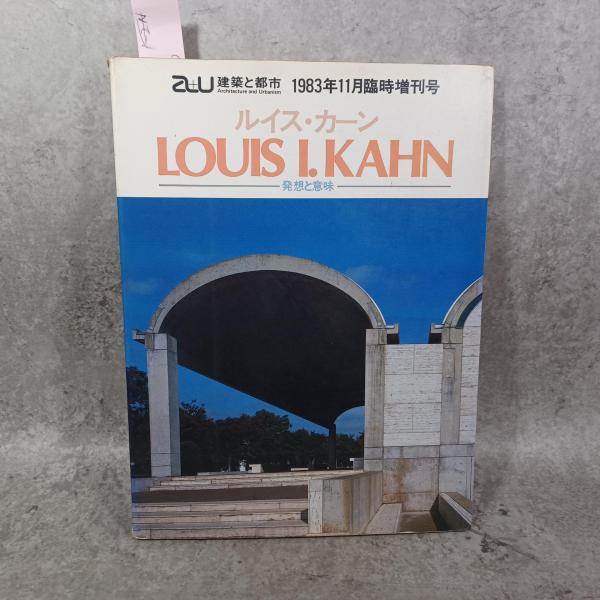 a+u 建築と都市 1983年11月臨時増刊号
Architecture and Urbanism
ルイス・カーン
LOUIS I. KAHN
発想と意味